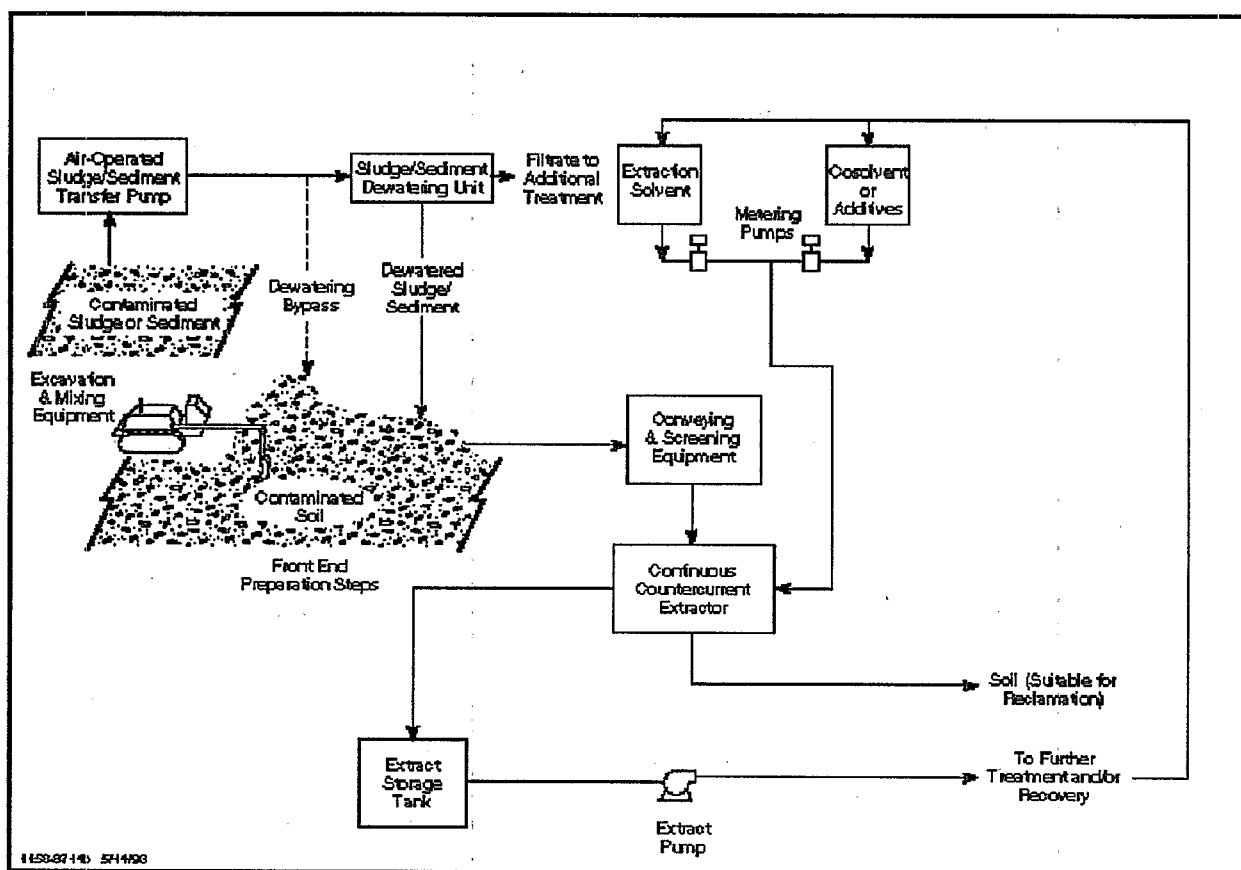 Air-Operated
Sludge/Sediment
Transfer Pump
Sludge/Sediment
Dewatering Unit
Filtrate to
Additional
Treatment
Extraction
Solvent
Cosolvent
or
Additives
Metering
Pumps
Contaminated
Sludge or Sediment
Dewatering
Bypass
Dewatered
Sludge/
Sediment
Excavation
& Mixing
Equipment
Conveying
& Screening
Equipment
Contaminated
Soil
Front End
Preparation Steps
Continuous
Countercurrent
Extractor
Soil (Suitable for
Reclamation)
Extract
Storage
Tank
Extract
Pump
To Further
Treatment and/or
Recovery